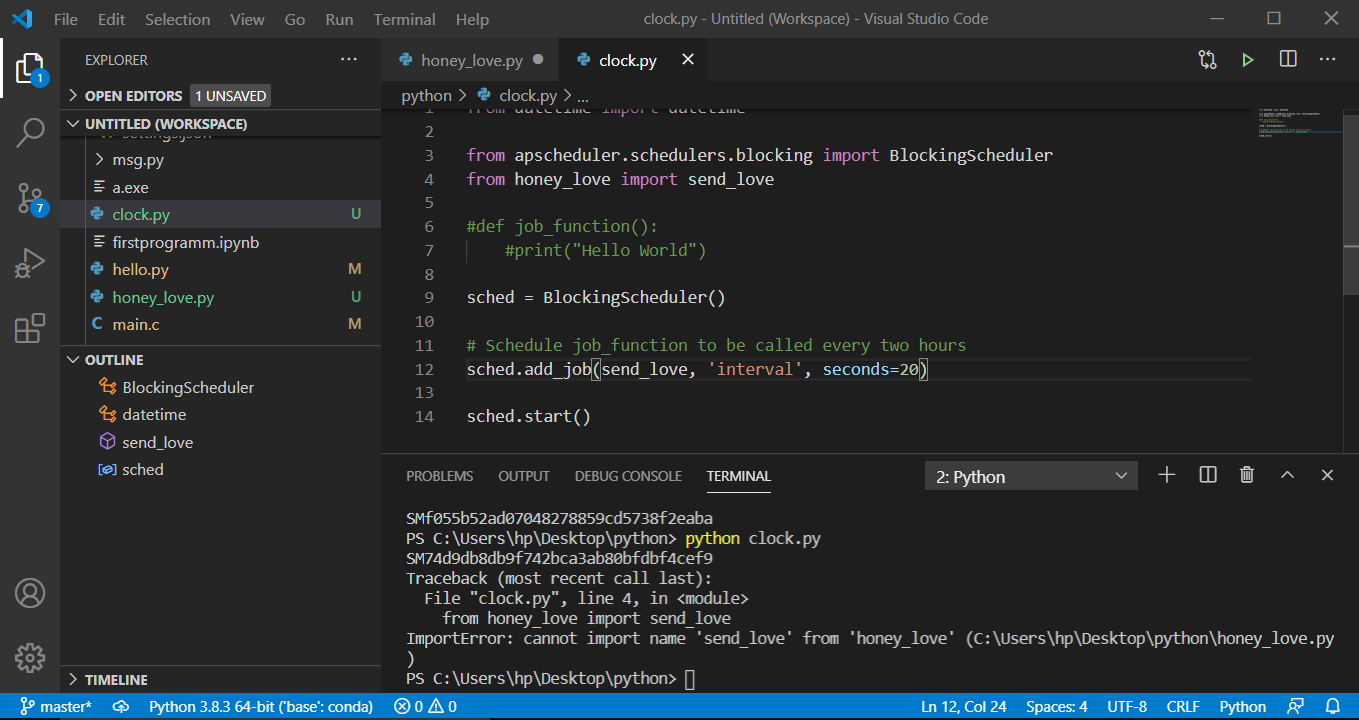 File Edit Selection View Go Run Terminal Help clock.py - Untitled (Workspace) - Visual Studio Code
EXPLORER ...
OPEN EDITORS 1 UNSAVED
UNTITLED (WORKSPACE)
settings.json
msg.py
a.exe
clock.py U
firstprogramm.ipynb
hello.py M
honey_love.py U
main.c M
OUTLINE
BlockingScheduler
datetime
send_love
sched
TIMELINE
1
7
honey_love.py
clock.py
python > clock.py > ...
1 from datetime import datetime
2
3 from apscheduler.schedulers.blocking import BlockingScheduler
4 from honey_love import send_love
5
6 #def job_function():
7 #print("Hello World")
8
9 sched = BlockingScheduler()
10
11 # Schedule job_function to be called every two hours
12 sched.add_job(send_love, 'interval', seconds=20)
13
14 sched.start()
PROBLEMS OUTPUT DEBUG CONSOLE TERMINAL 2: Python
SMf055b52ad07048278859cd5738f2eaba
PS C:\Users\hp\Desktop\python> python clock.py
SM74d9db8db9f742bca3ab80bfdbf4cef9
Traceback (most recent call last):
File "clock.py", line 4, in <module>
from honey_love import send_love
ImportError: cannot import name 'send_love' from 'honey_love' (C:\Users\hp\Desktop\python\honey_love.py
)
PS C:\Users\hp\Desktop\python>
master* Python 3.8.3 64-bit ('base': conda) 0 0 Ln 12, Col 24 Spaces: 4 UTF-8 CRLF Python